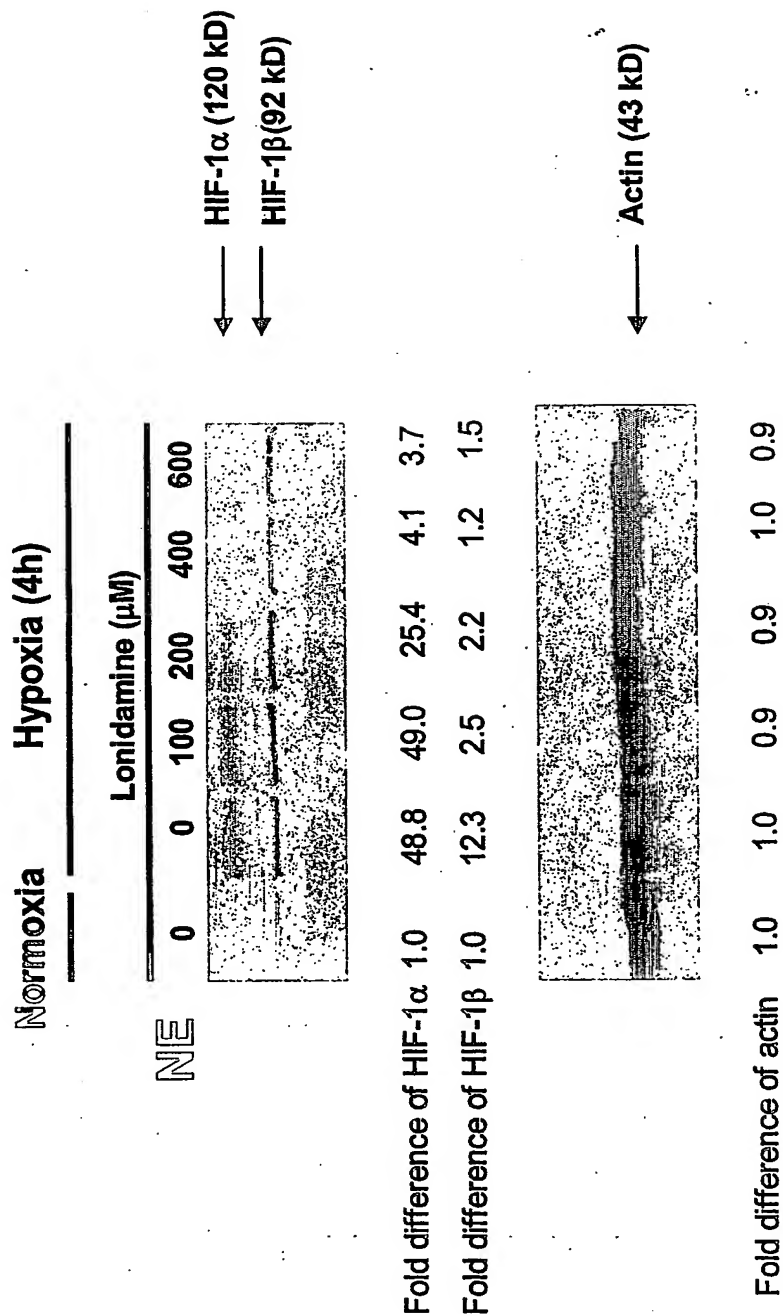 Normoxia Hypoxia (4h)
Lonidamine (μM)
NE 0 0 100 200 400 600
HIF-1α (120 kD)
HIF-1β (92 kD)
Fold difference of HIF-1α 1.0 48.8 49.0 25.4 4.1 3.7
Fold difference of HIF-1β 1.0 12.3 2.5 2.2 1.2 1.5
Actin (43 kD)
Fold difference of actin 1.0 1.0 0.9 0.9 1.0 0.9